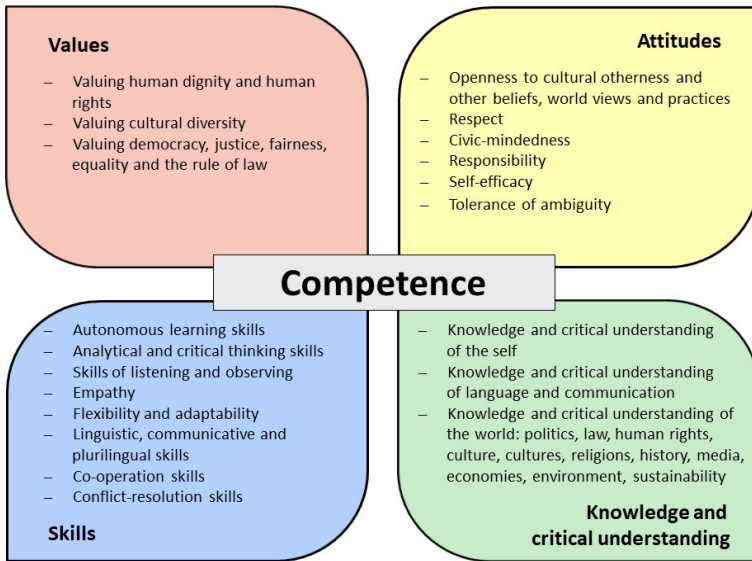 Values
– Valuing human dignity and human
rights
– Valuing cultural diversity
– Valuing democracy, justice, fairness,
equality and the rule of law
Attitudes
– Openness to cultural otherness and
other beliefs, world views and practices
– Respect
– Civic-mindedness
– Responsibility
– Self-efficacy
– Tolerance of ambiguity
Competence
– Autonomous learning skills
– Analytical and critical thinking skills
– Skills of listening and observing
– Empathy
– Flexibility and adaptability
– Linguistic, communicative and
plurilingual skills
– Co-operation skills
– Conflict-resolution skills
Skills
– Knowledge and critical understanding
of the self
– Knowledge and critical understanding
of language and communication
– Knowledge and critical understanding of
the world: politics, law, human rights,
culture, cultures, religions, history, media,
economies, environment, sustainability
Knowledge and
critical understanding